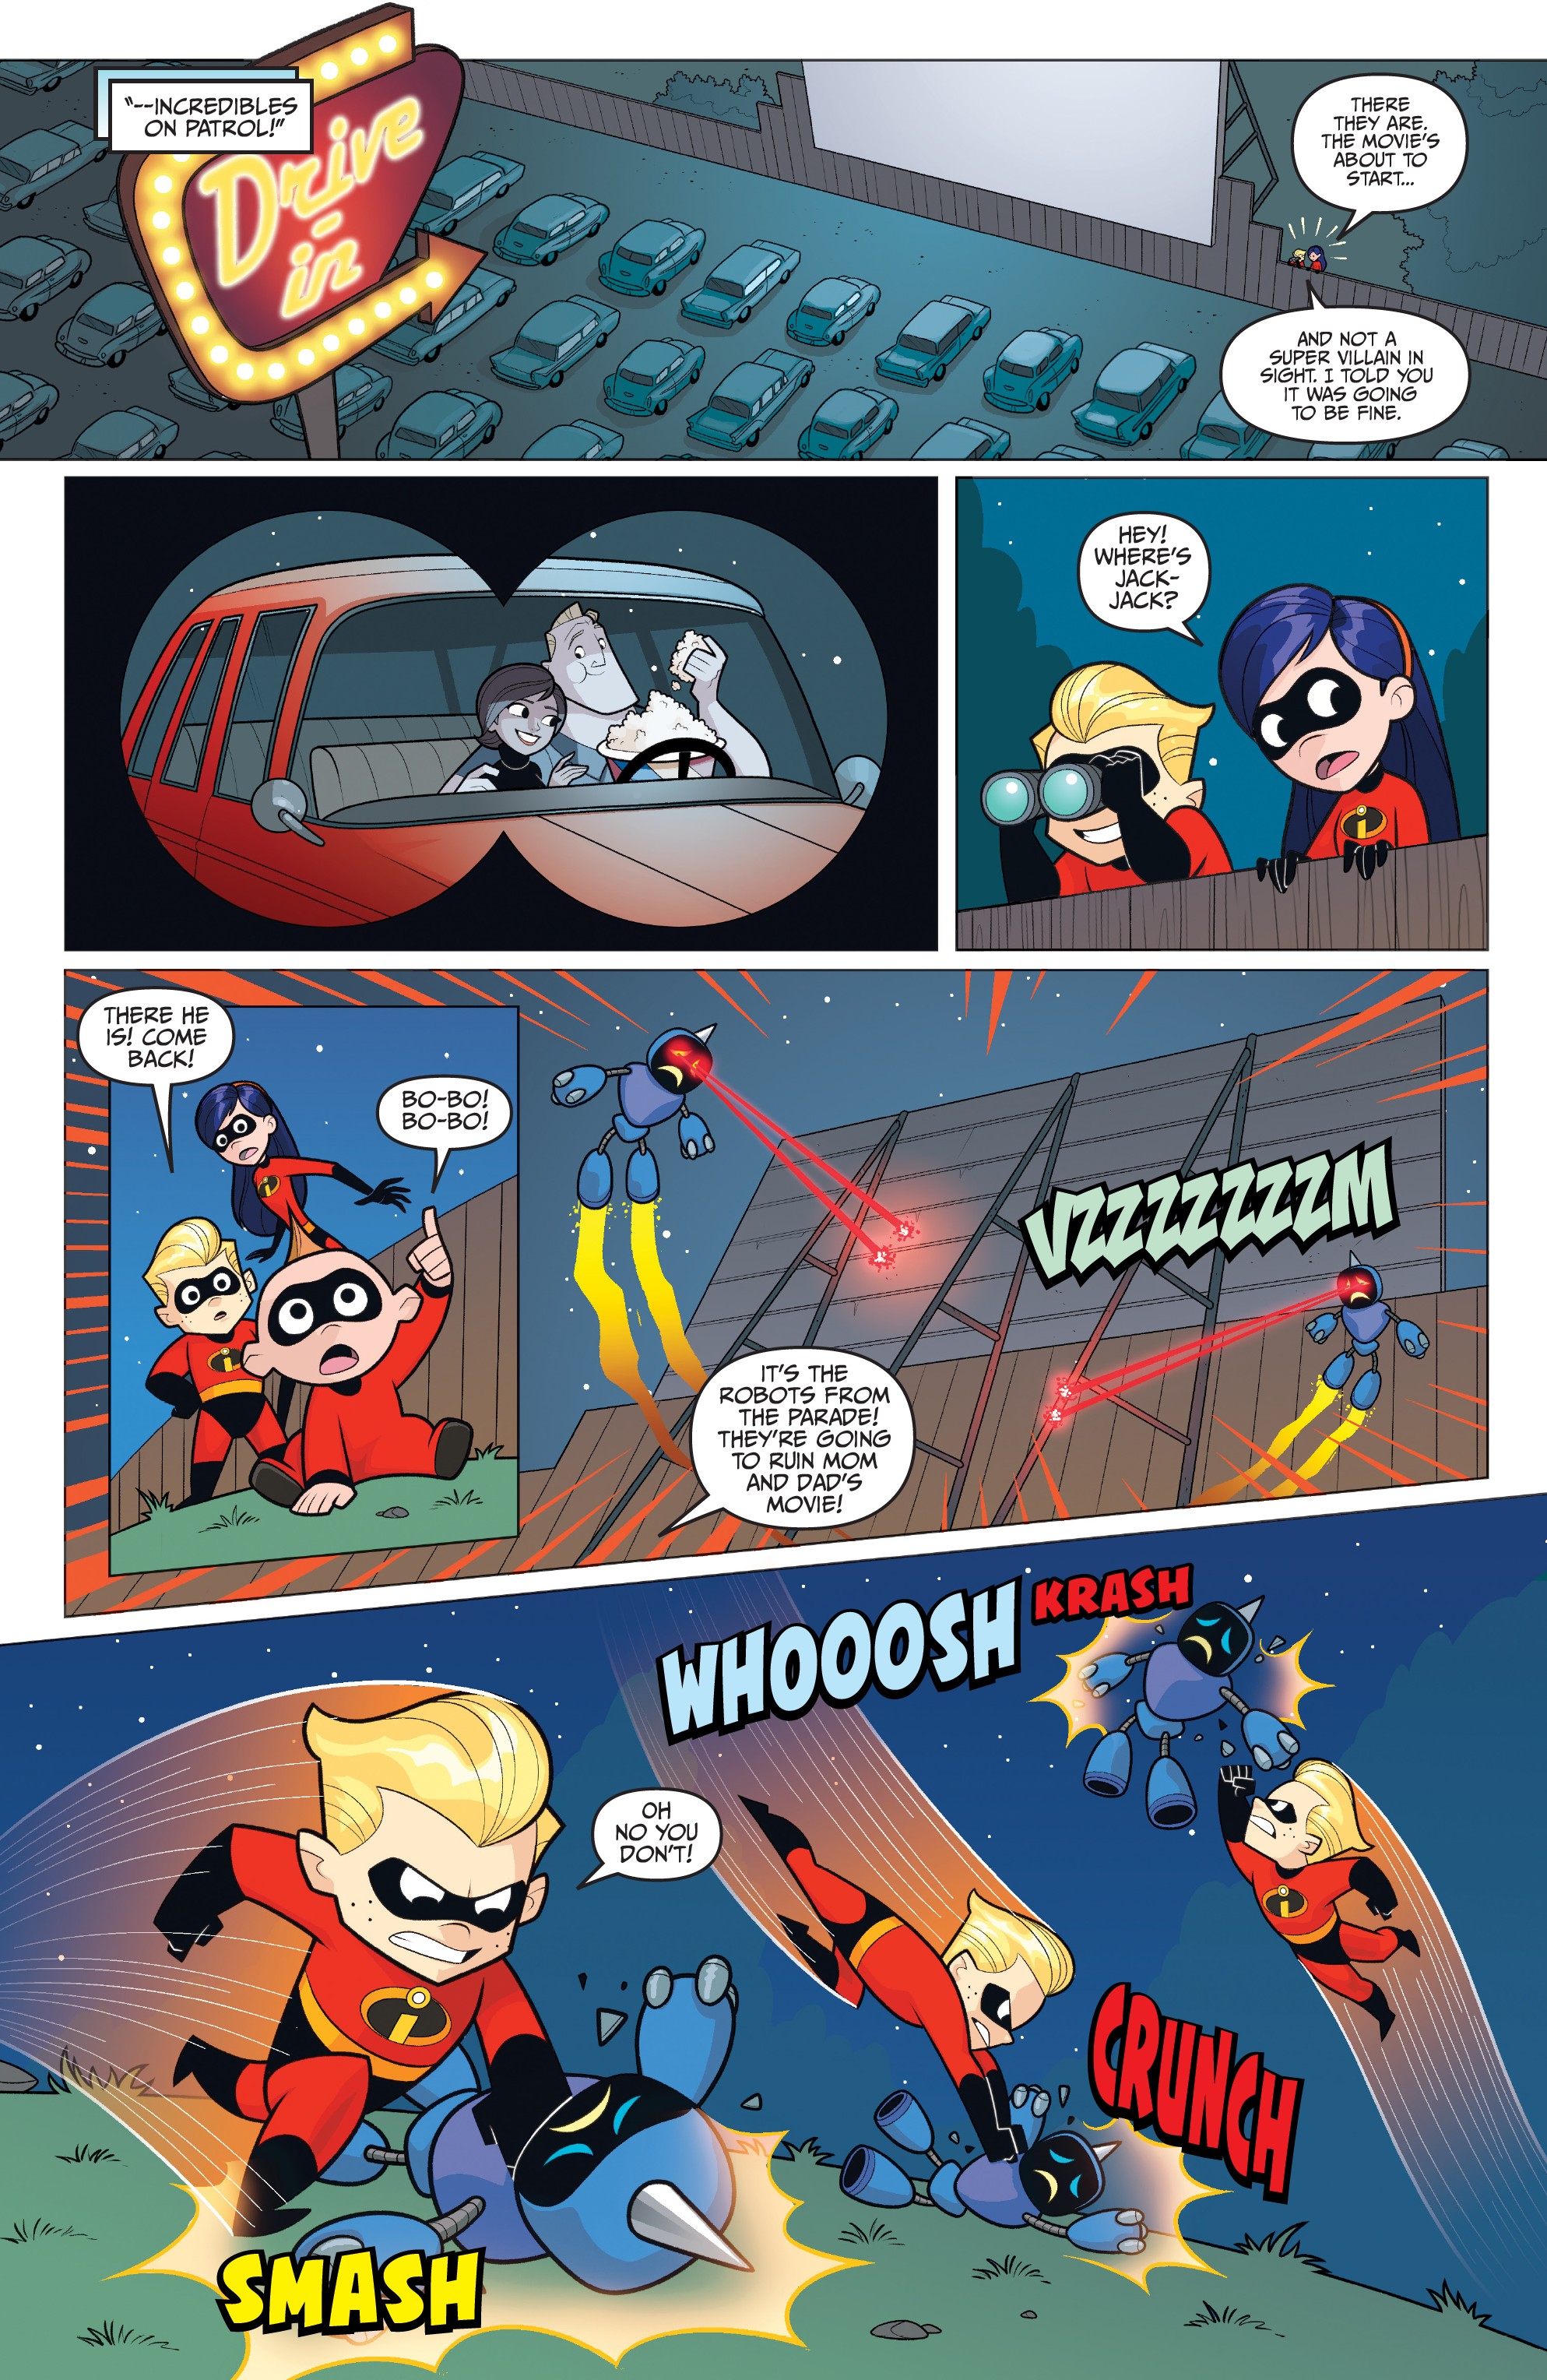 "--INCREDIBLES
ON PATROL!"
Drive
-
in
THERE
THEY ARE.
THE MOVIE'S
ABOUT TO
START...
AND NOT A
SUPER VILLAIN IN
SIGHT. I TOLD YOU
IT WAS GOING
TO BE FINE.
HEY!
WHERE'S
JACK-
JACK?
THERE HE
IS! COME
BACK!
BO-BO!
BO-BO!
VZZZZZZZM
IT'S THE
ROBOTS FROM
THE PARADE!
THEY'RE GOING
TO RUIN MOM
AND DAD'S
MOVIE!
WHOOOSH
KRASH
OH
NO YOU
DON'T!
CRUNCH
SMASH